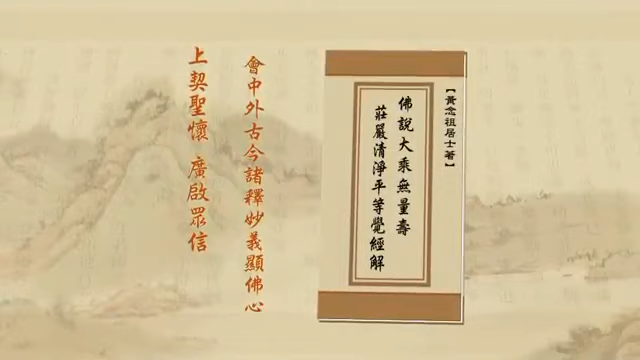 【黃念祖居士著】
佛說大乘無量壽
莊嚴清淨平等覺經解
會中外古今諸釋妙義顯佛心
上契聖懷 廣啟眾信